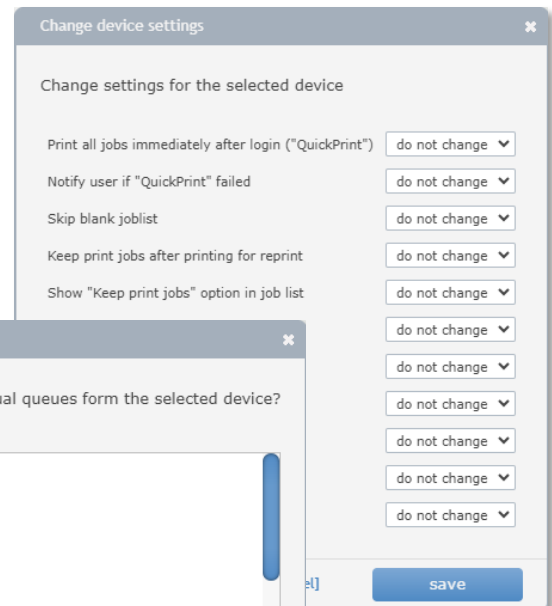 Change device settings
Change settings for the selected device
Print all jobs immediately after login ("QuickPrint") do not change
Notify user if "QuickPrint" failed do not change
Skip blank joblist do not change
Keep print jobs after printing for reprint do not change
Show "Keep print jobs" option in job list do not change
do not change
do not change
queues form the selected device?
do not change
do not change
do not change
do not change
save